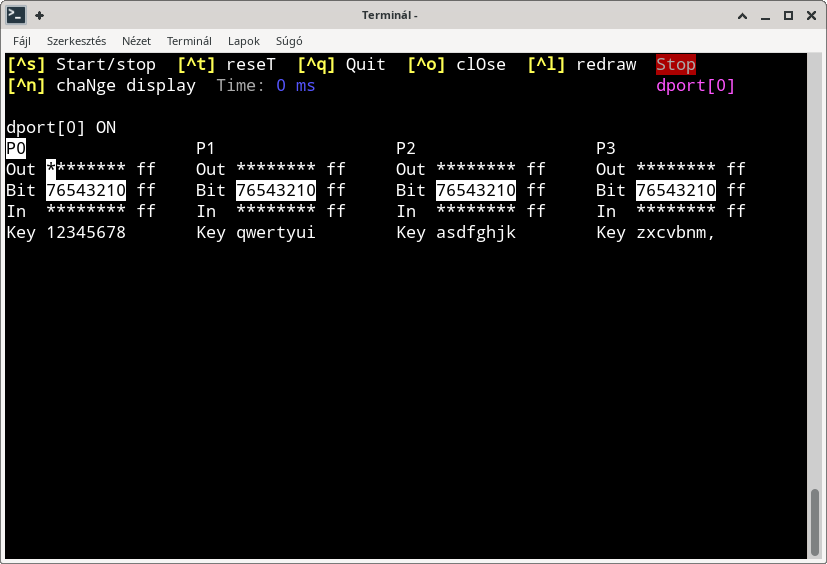 Terminál -
Fájl Szerkesztés Nézet Terminál Lapok Súgó
[^s] Start/stop [^t] reseT [^q] Quit [^o] clOse [^l] redraw Stop
[^n] chaNge display Time: 0 ms dport[0]
dport[0] ON
P0 P1 P2 P3
Out ******** ff Out ******** ff Out ******** ff Out ******** ff
Bit 76543210 ff Bit 76543210 ff Bit 76543210 ff Bit 76543210 ff
In ******** ff In ******** ff In ******** ff In ******** ff
Key 12345678 Key qwertyui Key asdfghjk Key zxcvbnm,